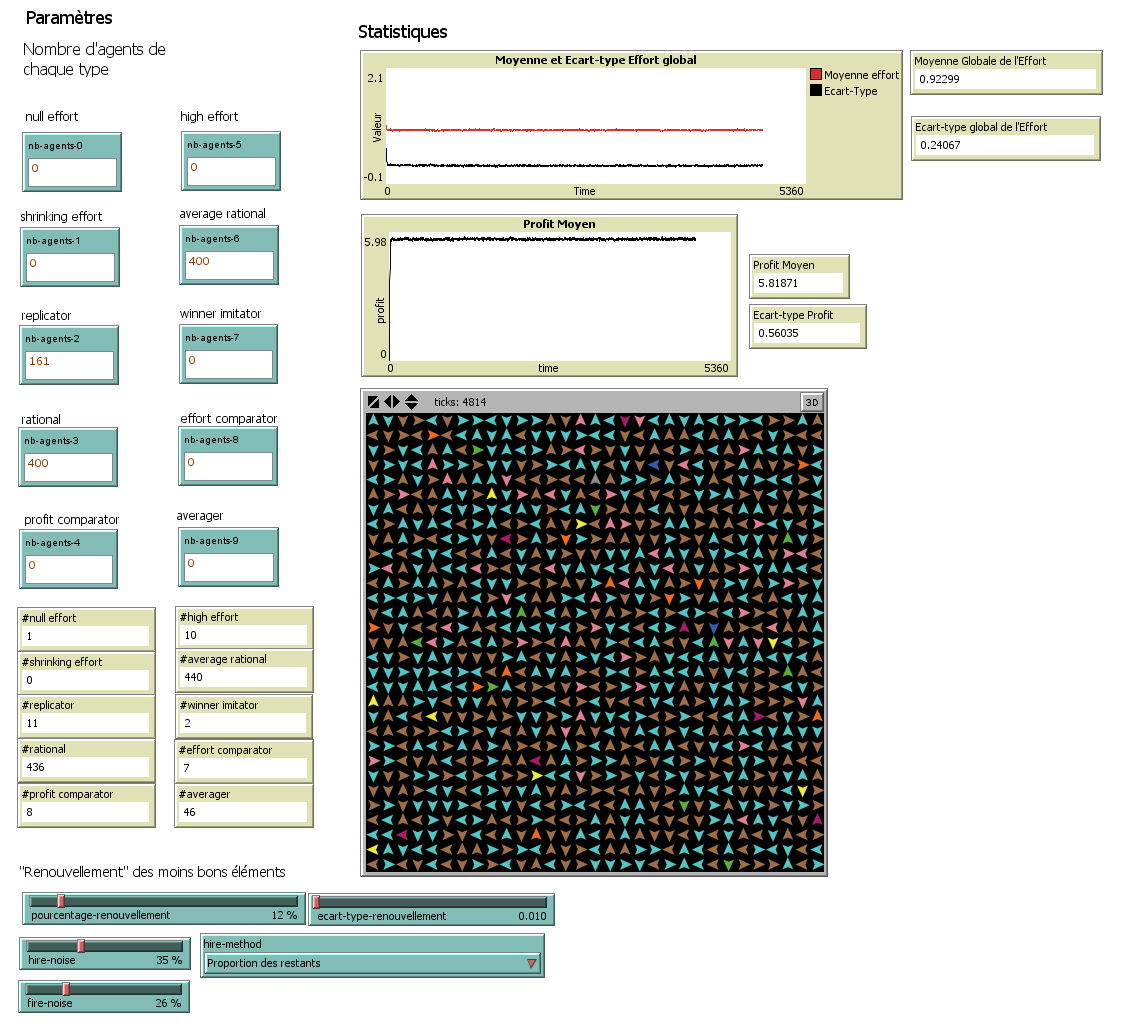 Paramètres
Nombre d'agents de
chaque type
null effort
high effort
nb-agents-0
0
nb-agents-5
0
shrinking effort
average rational
nb-agents-1
0
nb-agents-6
400
replicator
winner imitator
nb-agents-2
161
nb-agents-7
0
rational
effort comparator
nb-agents-3
400
nb-agents-8
0
profit comparator
averager
nb-agents-4
0
nb-agents-9
0
#null effort
1
#high effort
10
#shrinking effort
0
#average rational
440
#replicator
11
#winner imitator
2
#rational
436
#effort comparator
7
#profit comparator
8
#averager
46
"Renouvellement" des moins bons éléments
pourcentage-renouvellement 12 %
ecart-type-renouvellement 0.010
hire-noise 35 %
hire-method
Proportion des restants
fire-noise 26 %
Statistiques
Moyenne et Ecart-type Effort global
2.1
Valeur
-0.1
0 Time 5360
Moyenne effort
Ecart-Type
Moyenne Globale de l'Effort
0.92299
Ecart-type global de l'Effort
0.24067
Profit Moyen
5.98
profit
0
0 time 5360
Profit Moyen
5.81871
Ecart-type Profit
0.56035
ticks: 4814
3D